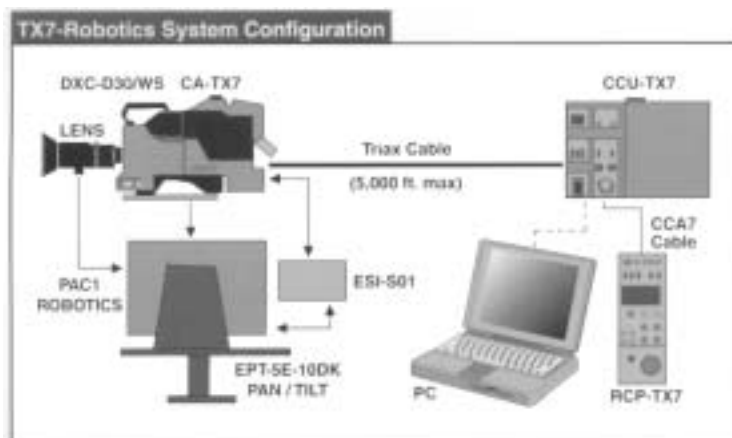 TX7-Robotics System Configuration
DXC-D30/WS CA-TX7
CCU-TX7
LENS
Triax Cable
(5,000 ft. max)
CCA7
Cable
PAC1
ROBOTICS
ESI-S01
EPT-5E-10DK
PAN / TILT
PC
RCP-TX7